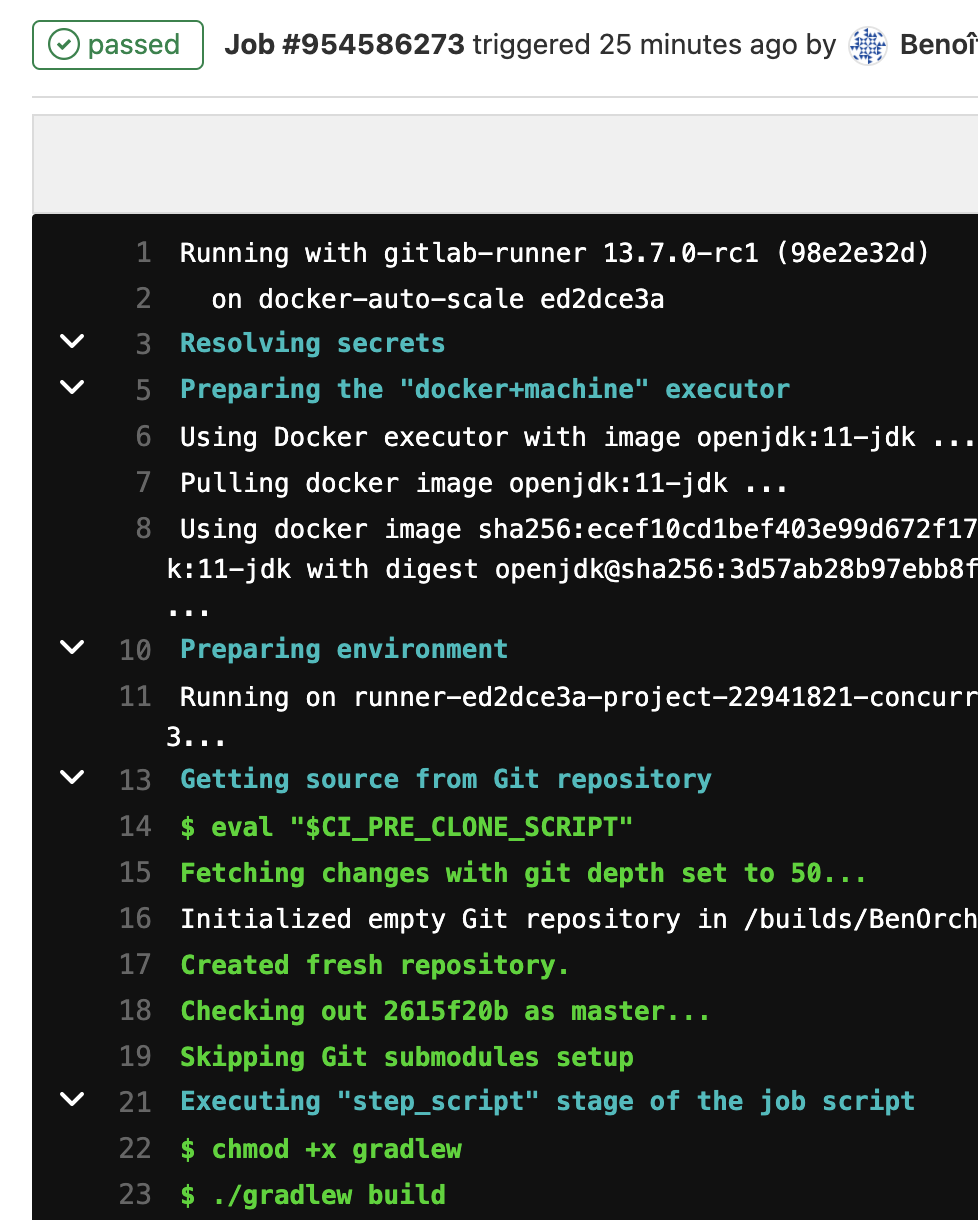 passed Job #954586273 triggered 25 minutes ago by Benoît
1 Running with gitlab-runner 13.7.0-rc1 (98e2e32d)
2 on docker-auto-scale ed2dce3a
3 Resolving secrets
5 Preparing the "docker+machine" executor
6 Using Docker executor with image openjdk:11-jdk ...
7 Pulling docker image openjdk:11-jdk ...
8 Using docker image sha256:ecef10cd1bef403e99d672f17
k:11-jdk with digest openjdk@sha256:3d57ab28b97ebb8f
...
10 Preparing environment
11 Running on runner-ed2dce3a-project-22941821-concurr
3...
13 Getting source from Git repository
14 $ eval "$CI_PRE_CLONE_SCRIPT"
15 Fetching changes with git depth set to 50...
16 Initialized empty Git repository in /builds/BenOrch
17 Created fresh repository.
18 Checking out 2615f20b as master...
19 Skipping Git submodules setup
21 Executing "step_script" stage of the job script
22 $ chmod +x gradlew
23 $ ./gradlew build